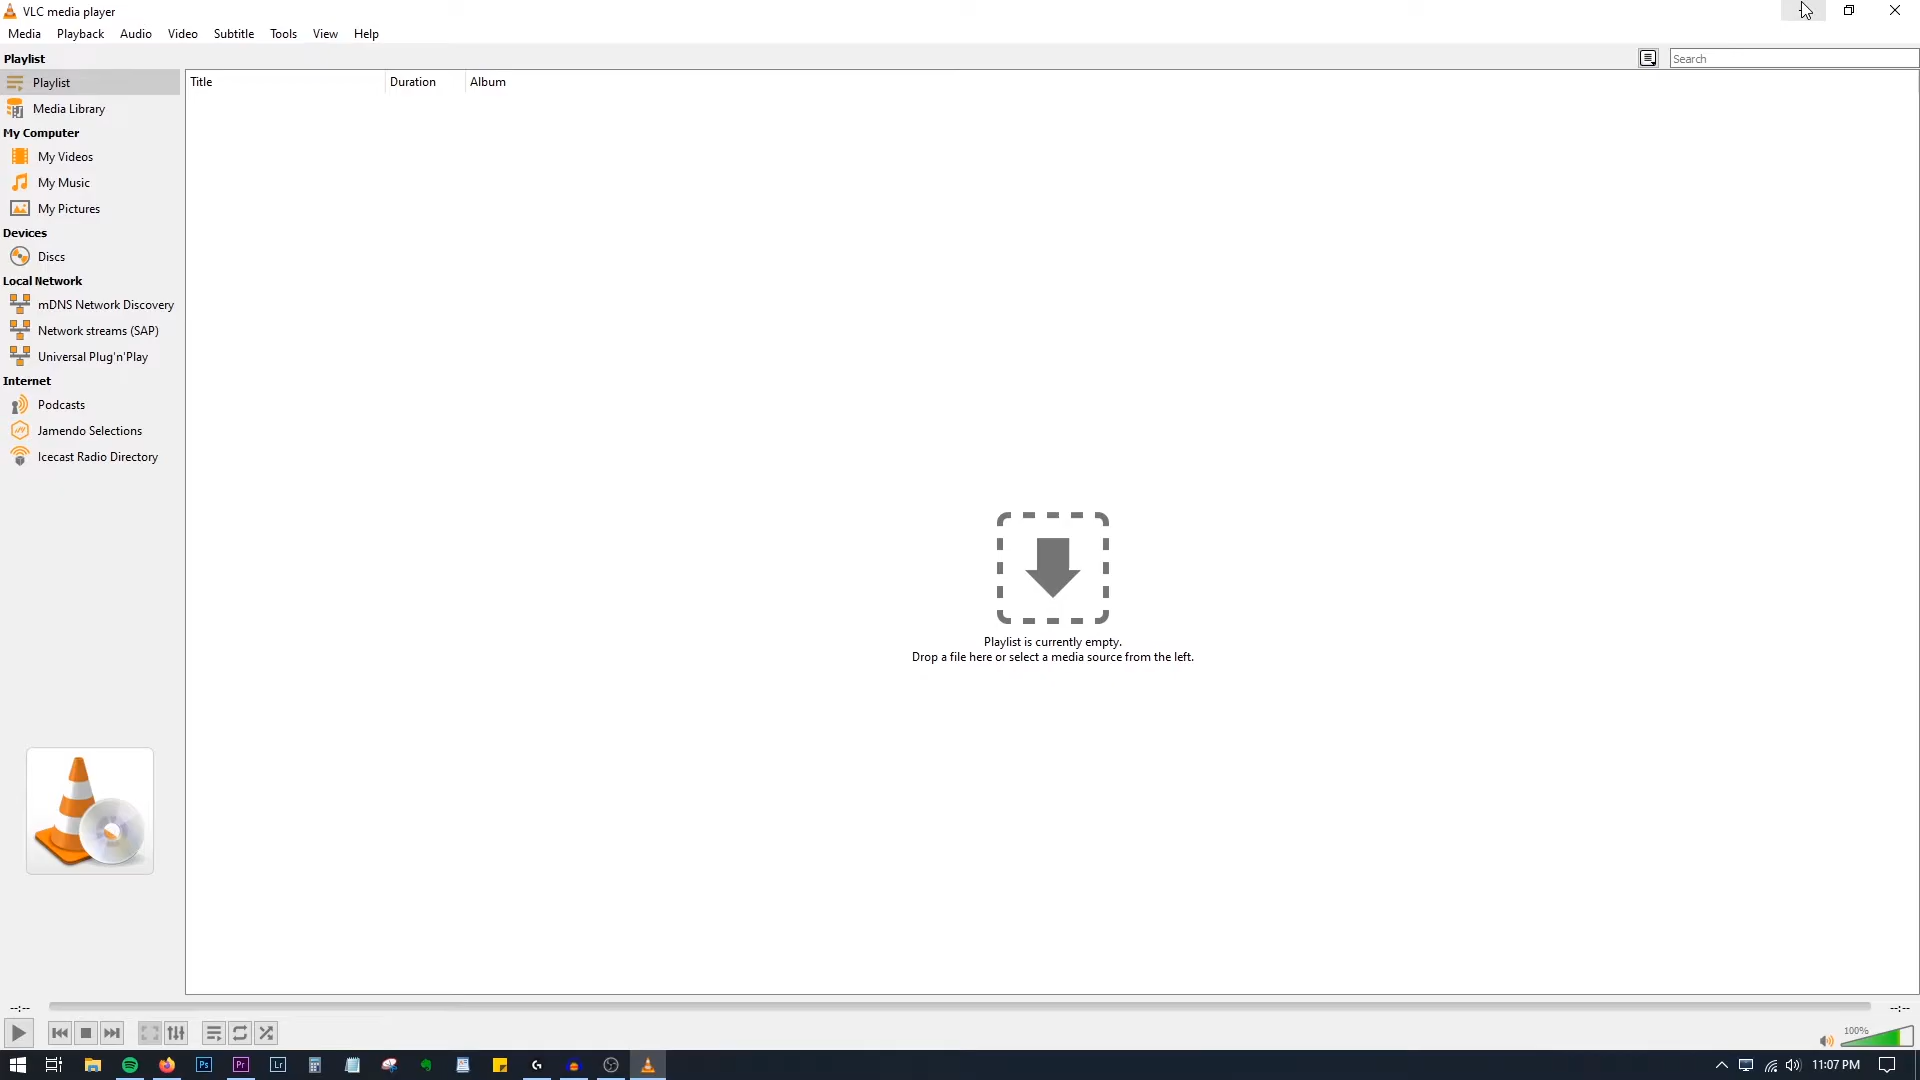 VLC media player
Media Playback Audio Video Subtitle Tools View Help
Playlist
Search
Playlist
Media Library
My Computer
My Videos
My Music
My Pictures
Devices
Discs
Local Network
mDNS Network Discovery
Network streams (SAP)
Universal Plug'n'Play
Internet
Podcasts
Jamendo Selections
Icecast Radio Directory
Title Duration Album
Playlist is currently empty.
Drop a file here or select a media source from the left.
--:-- --:--
100%
Ps Pr Lr
11:07 PM